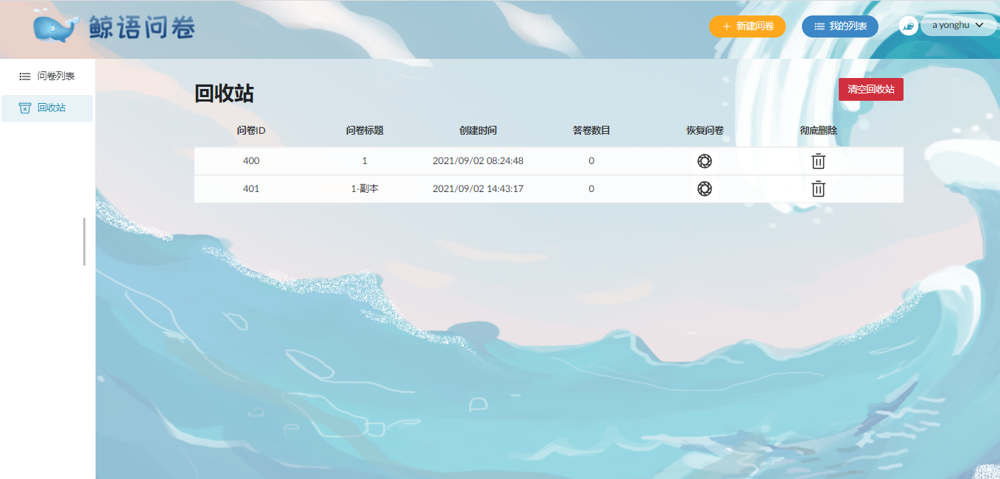 鲸语问卷
新建问卷
我的列表
a yonghu
问卷列表
回收站
回收站
清空回收站
问卷ID 问卷标题 创建时间 答卷数目 恢复问卷 彻底删除
400 1 2021/09/02 08:24:48 0
401 1-副本 2021/09/02 14:43:17 0